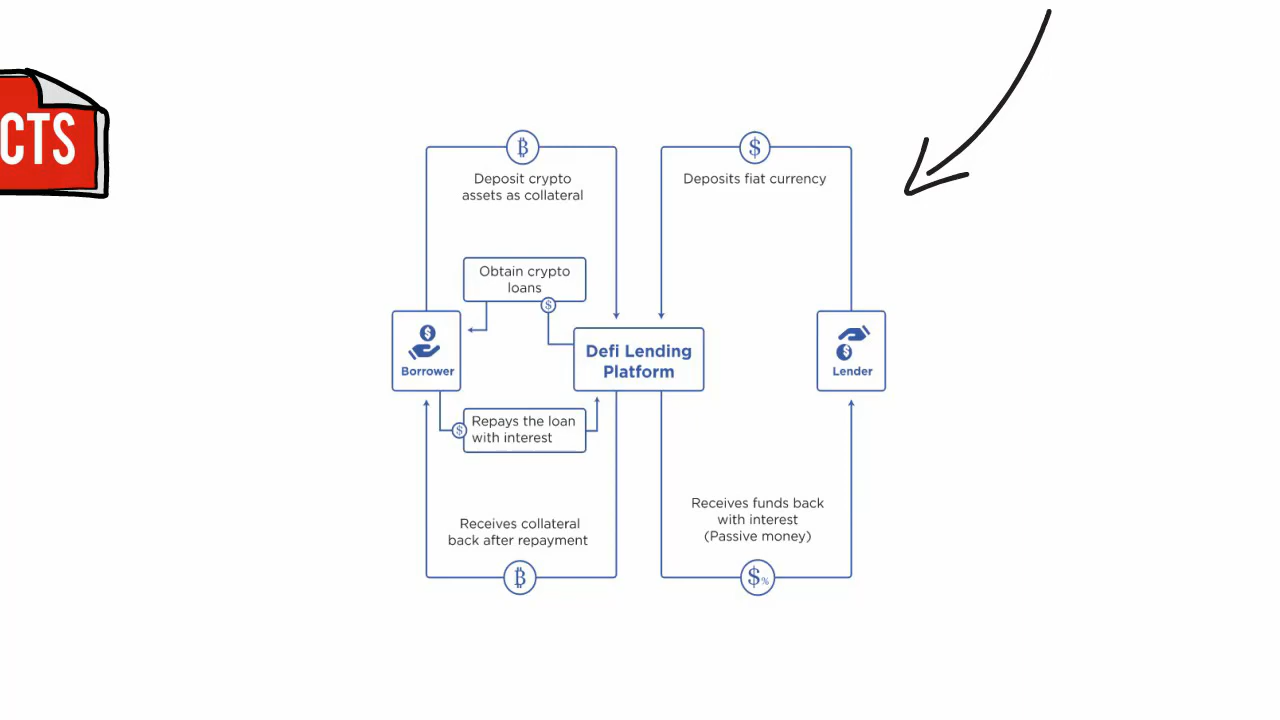 CTS
Deposit crypto
assets as collateral
Deposits fiat currency
Obtain crypto
loans
Borrower
Defi Lending
Platform
Lender
Repays the loan
with interest
Receives collateral
back after repayment
Receives funds back
with interest
(Passive money)